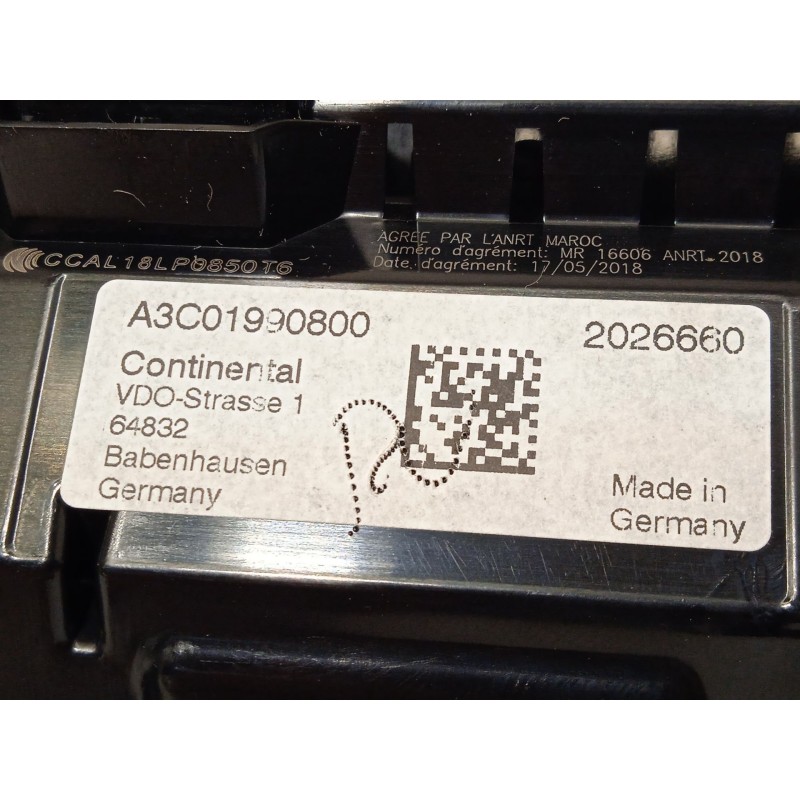 AGREE PAR L'ANRT MAROC
Numéro d'agrément: MR 16606 ANRT 2018
Date d'agrément: 17/05/2018
CCAL18LP0850T6
A3C01990800
2026660
Continental
VDO-Strasse 1
64832
Babenhausen
Germany
Made in
Germany